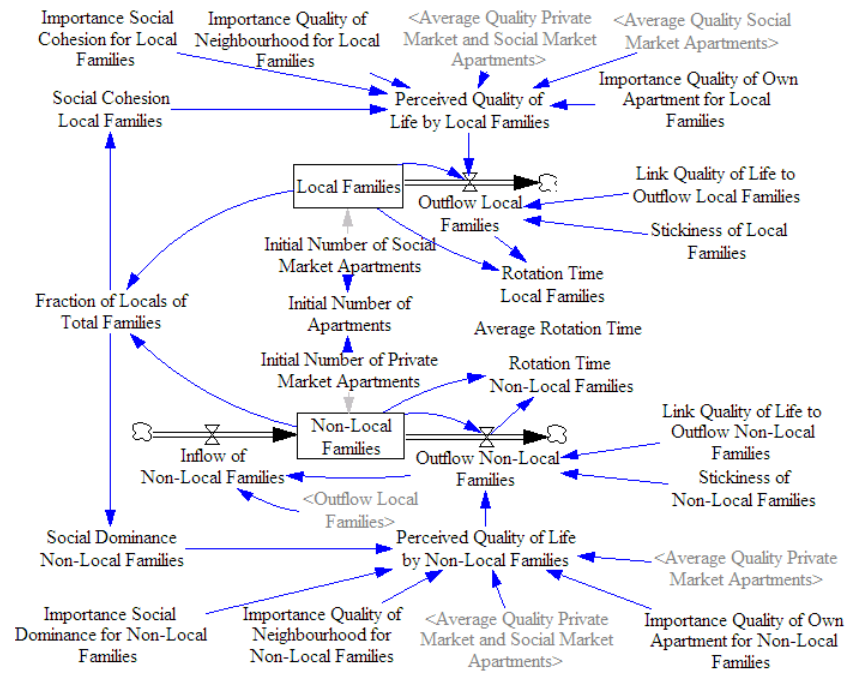 Importance Social
Cohesion for Local
Families
Importance Quality of
Neighbourhood for Local
Families
<Average Quality Private
Market and Social Market
Apartments>
<Average Quality Social
Market Apartments>
Social Cohesion
Local Families
Perceived Quality of
Life by Local Families
Importance Quality of Own
Apartment for Local
Families
Local Families
Outflow Local
Families
Link Quality of Life to
Outflow Local Families
Stickiness of Local
Families
Initial Number of Social
Market Apartments
Rotation Time
Local Families
Fraction of Locals of
Total Families
Initial Number of
Apartments
Average Rotation Time
Initial Number of Private
Market Apartments
Rotation Time
Non-Local Families
Non-Local
Families
Link Quality of Life to
Outflow Non-Local
Families
Inflow of
Non-Local Families
Outflow Non-Local
Families
Stickiness of
Non-Local Families
<Outflow Local
Families>
Social Dominance
Non-Local Families
Perceived Quality of Life
by Non-Local Families
<Average Quality Private
Market Apartments>
Importance Social
Dominance for Non-Local
Families
Importance Quality of
Neighbourhood for
Non-Local Families
<Average Quality Private
Market and Social Market
Apartments>
Importance Quality of Own
Apartment for Non-Local
Families